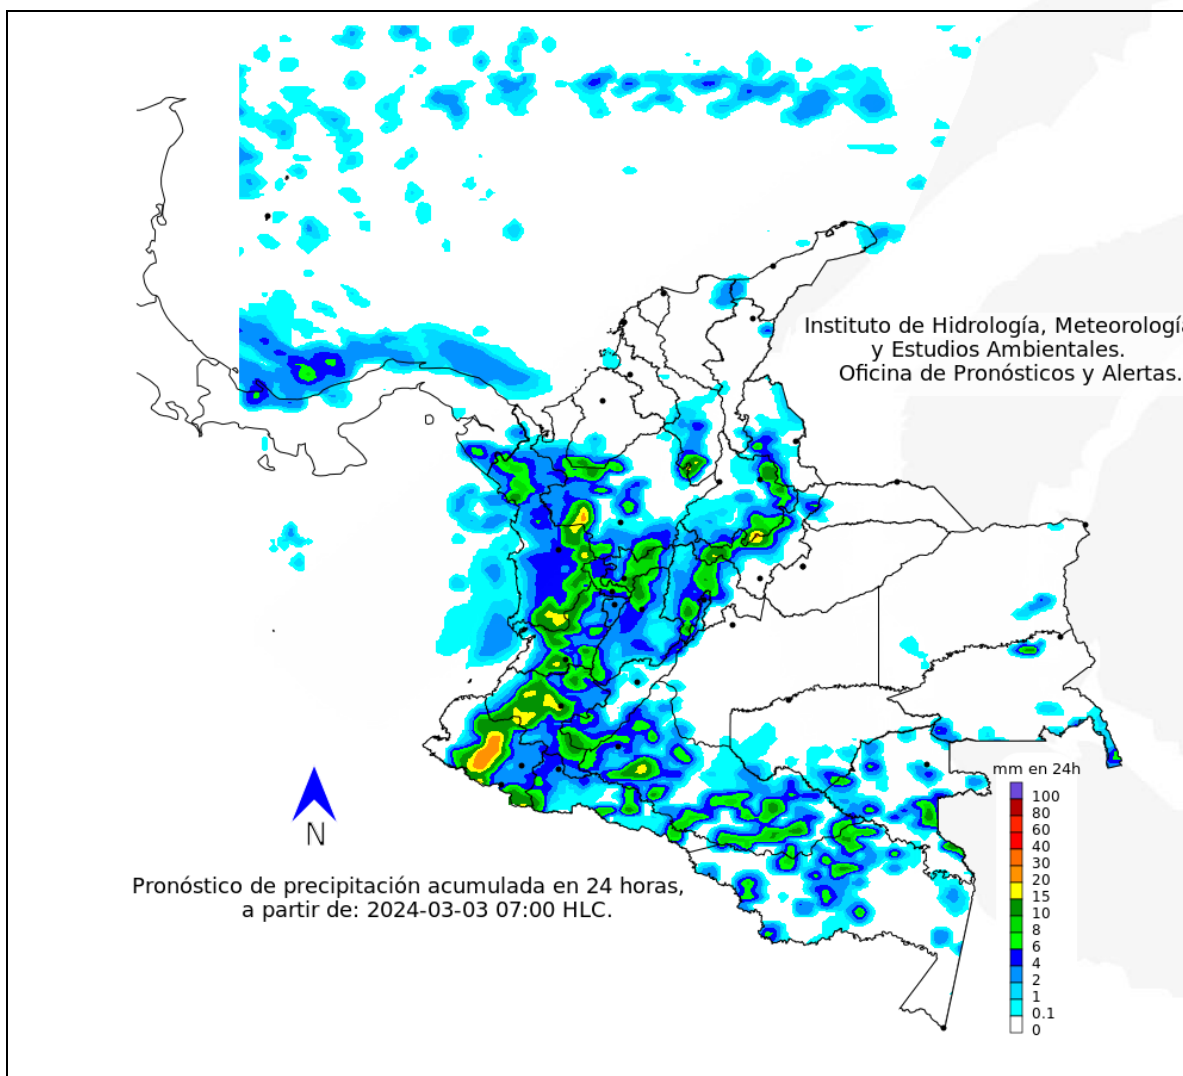 Instituto de Hidrología, Meteorología
y Estudios Ambientales.
Oficina de Pronósticos y Alertas.
mm en 24h
100
80
60
40
30
20
15
10
8
6
4
2
1
0.1
0
N
Pronóstico de precipitación acumulada en 24 horas,
a partir de: 2024-03-03 07:00 HLC.